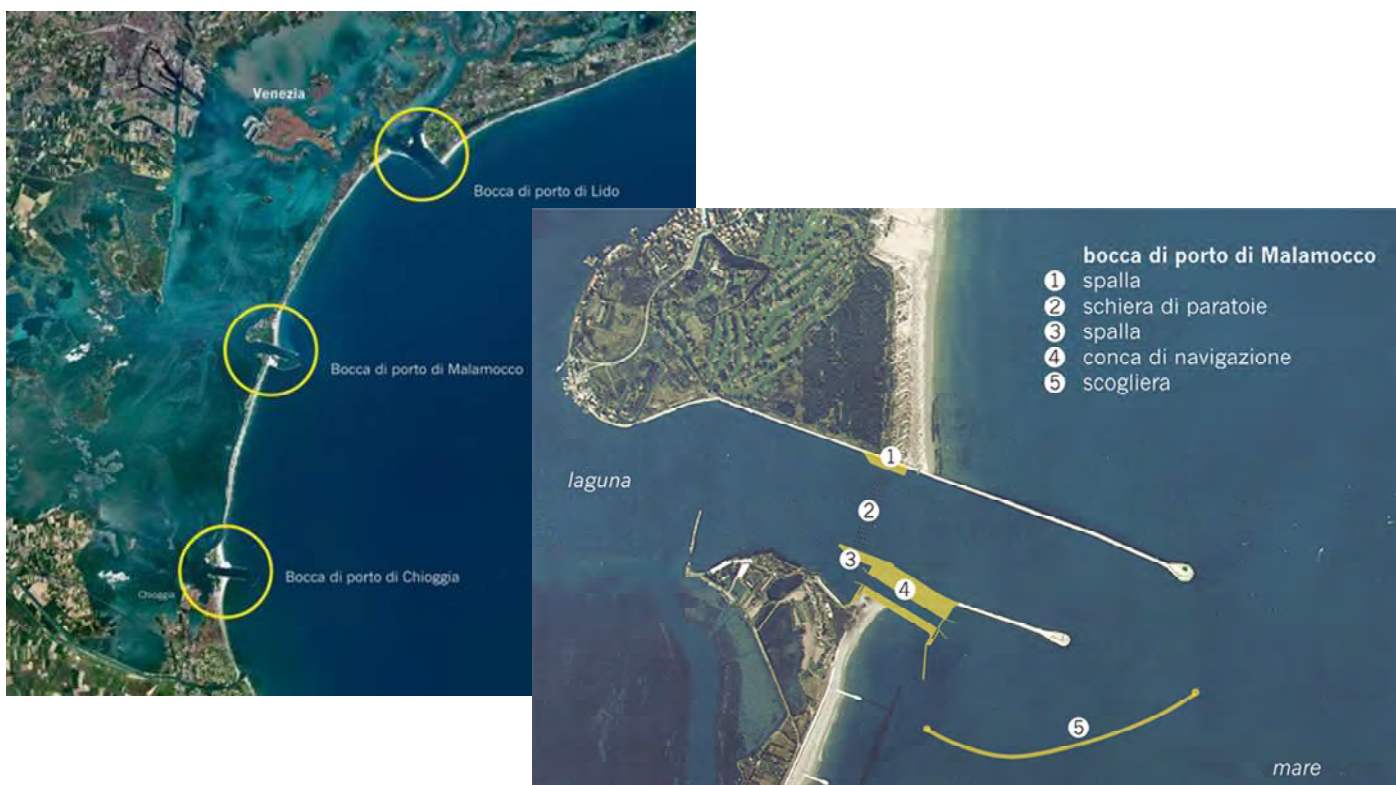 Venezia
Bocca di porto di Lido
Bocca di porto di Malamocco
Bocca di porto di Chioggia
Chioggia
bocca di porto di Malamocco
1 spalla
2 schiera di paratoie
3 spalla
4 conca di navigazione
5 scogliera
1
laguna
2
3
4
5
mare